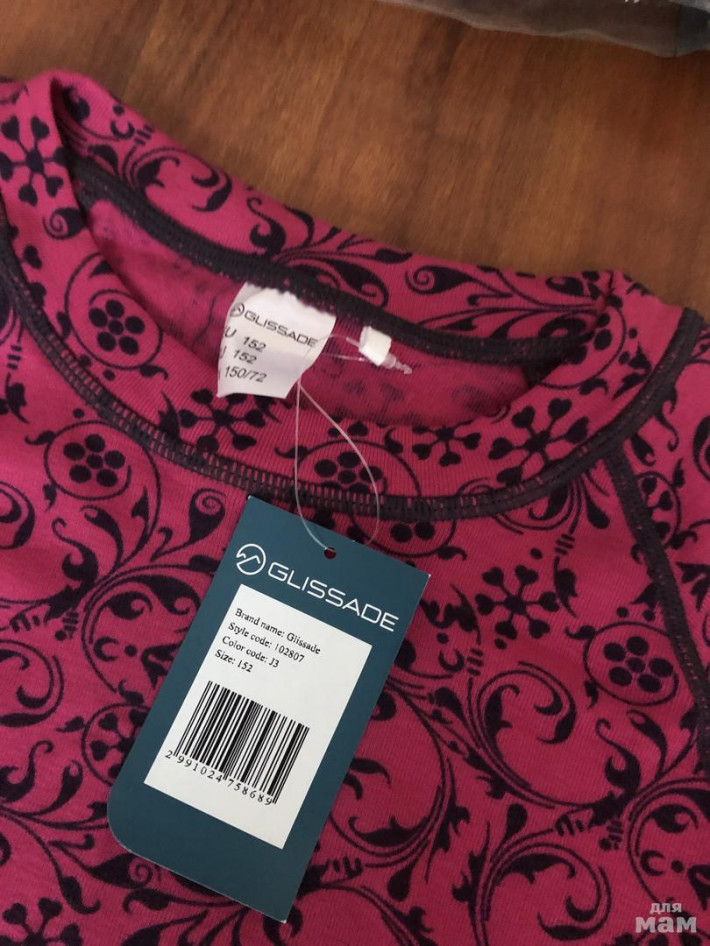 GLISSADE
U 152
152
150/72
GLISSADE
Brand name: Glissade
Style code: 102807
Color code: J3
Size: 152
2991024758689
для
мам